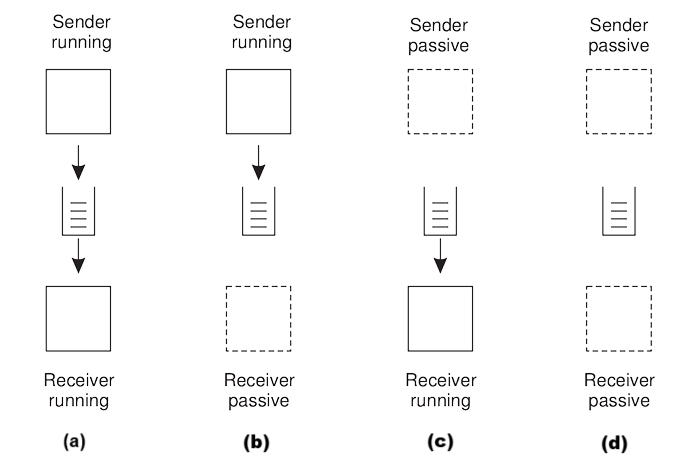 Sender
running
Sender
running
Sender
passive
Sender
passive
Receiver
running
Receiver
passive
Receiver
running
Receiver
passive
(a)
(b)
(c)
(d)